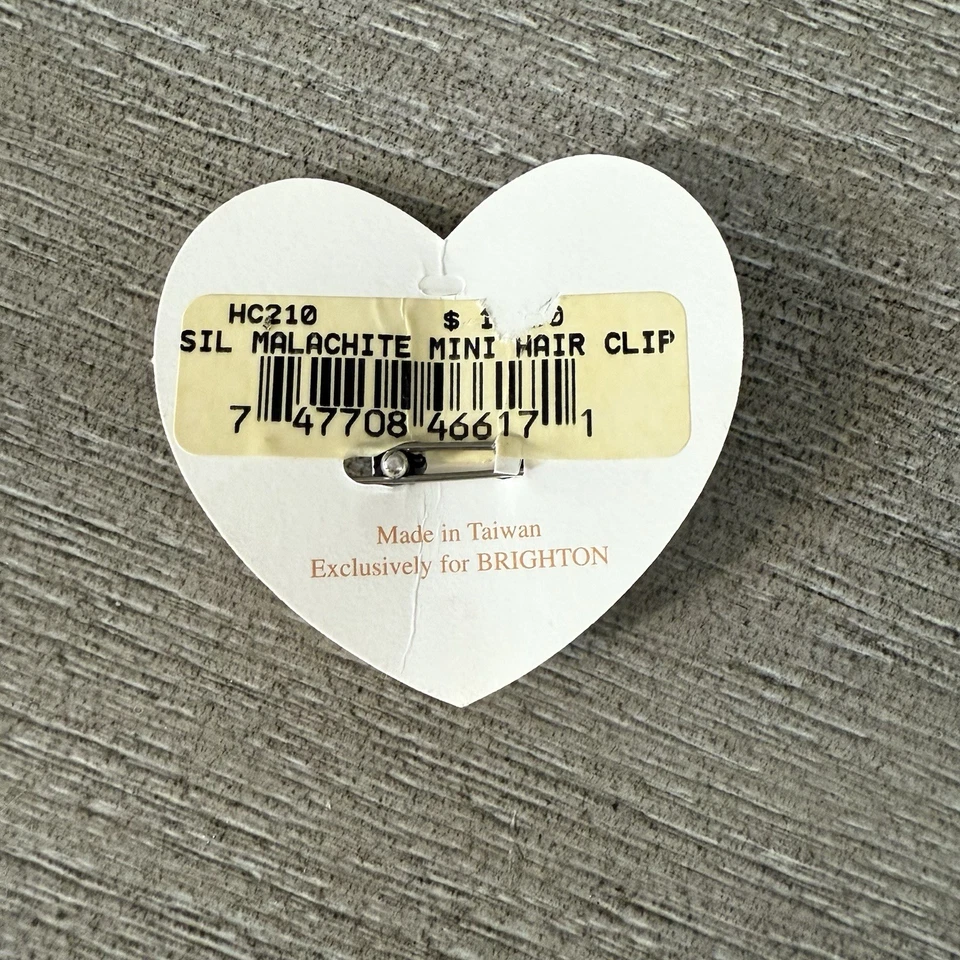 HC210 $
SIL MALACHITE MINI HAIR CLIP
7 47708 46617 1
Made in Taiwan
Exclusively for BRIGHTON